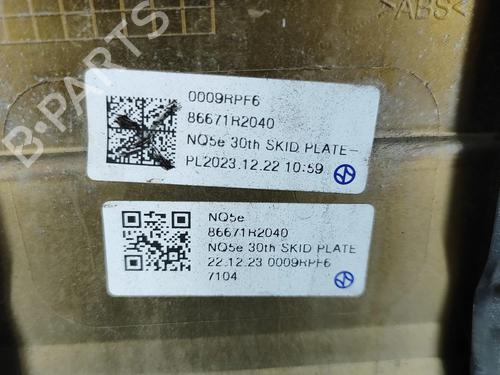 >ABS<
B-PARTS
0009RPF6
86671R2040
NQ5e 30th SKID PLATE-
PL2023.12.22 10:59
NQ5e
86671R2040
NQ5e 30th SKID PLATE
22.12.23 0009RPF6
7104